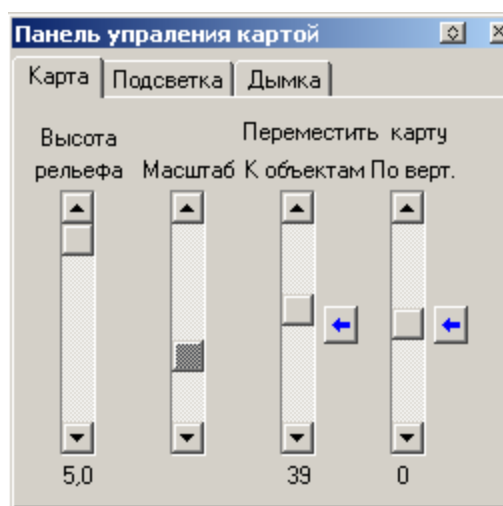 Панель упраления картой
Карта Подсветка Дымка
Высота рельефа
Масштаб
Переместить карту
К объектам По верт.
5,0 39 0